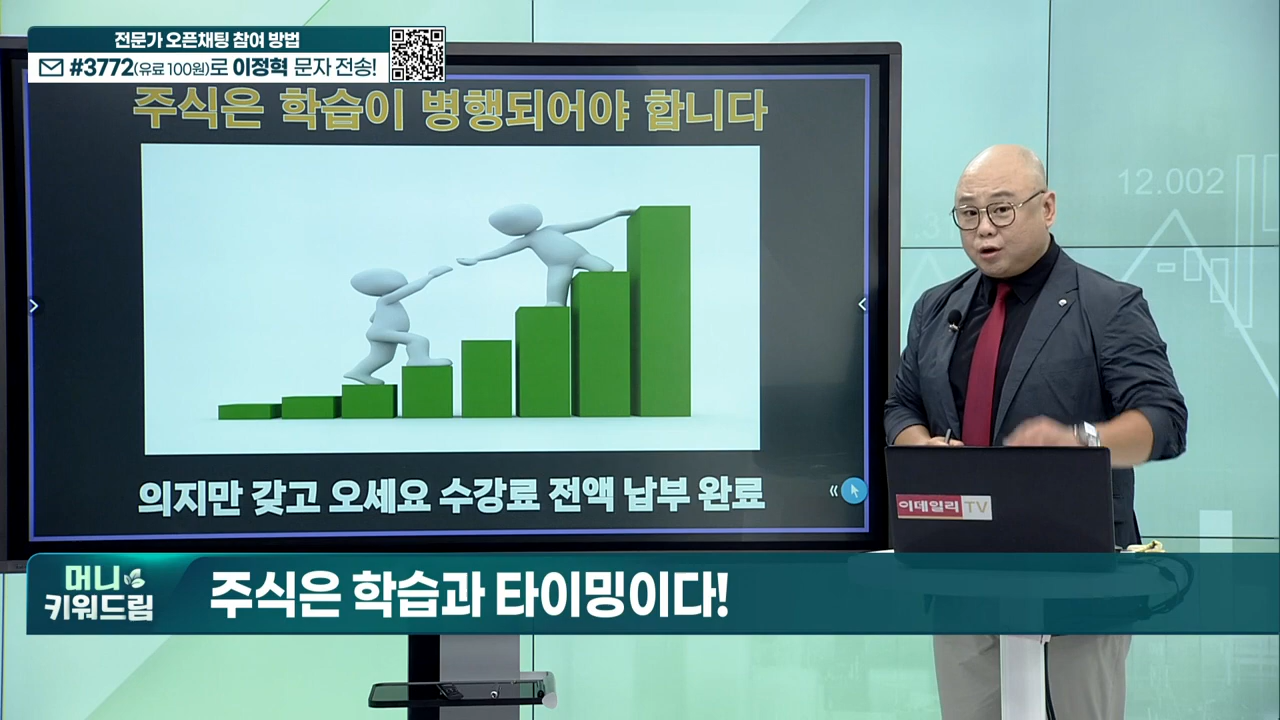 전문가 오픈채팅 참여 방법
#3772(유료 100원)로 이정혁 문자 전송!
주식은 학습이 병행되어야 합니다
12.002
의지만 갖고 오세요 수강료 전액 납부 완료
이데일리TV
머니
키워드림
주식은 학습과 타이밍이다!